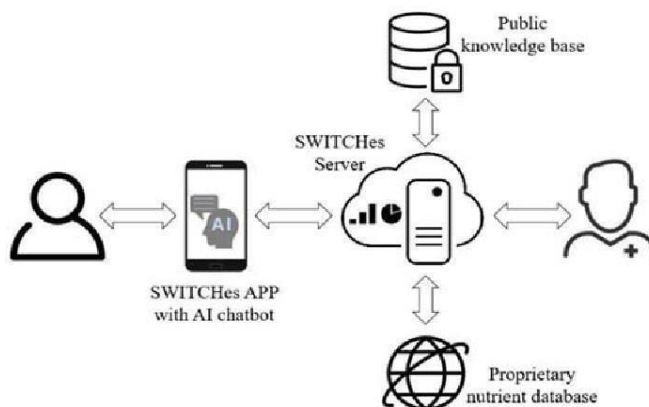 Public
knowledge base
SWITCHes
Server
AI
SWITCHes APP
with AI chatbot
Proprietary
nutrient database